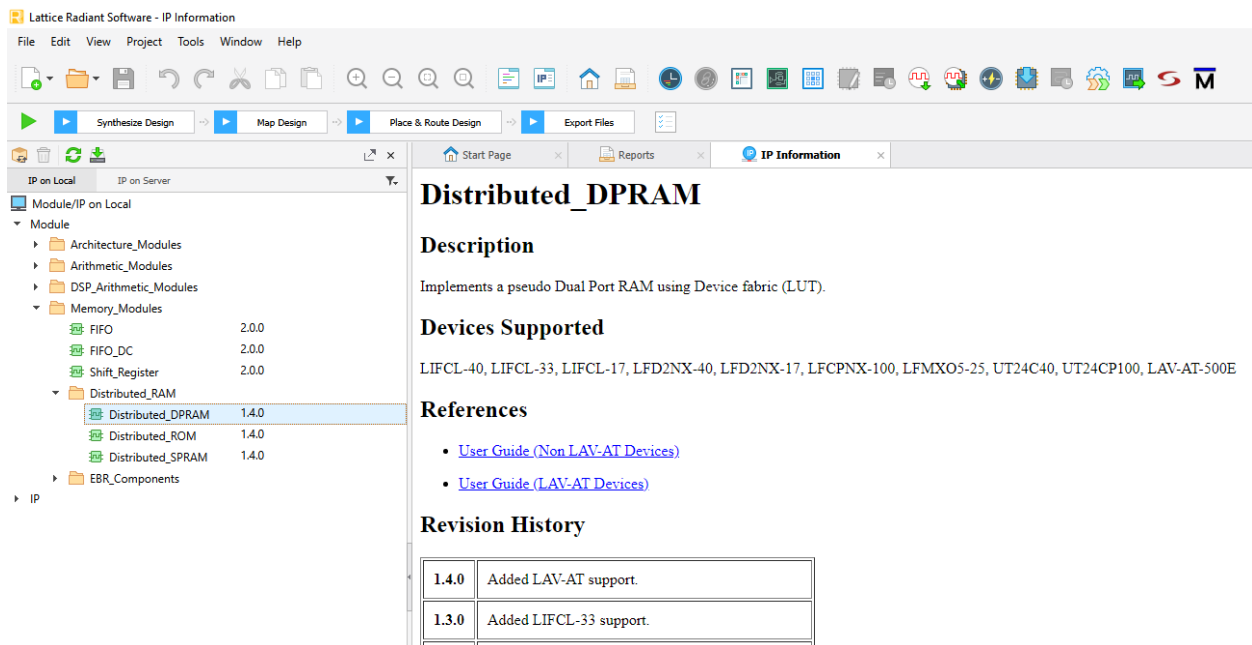 Lattice Radiant Software - IP Information
File Edit View Project Tools Window Help
Synthesize Design Map Design Place & Route Design Export Files
Start Page Reports IP Information
IP on Local IP on Server
Module/IP on Local
Module
Architecture_Modules
Arithmetic_Modules
DSP_Arithmetic_Modules
Memory_Modules
FIFO 2.0.0
FIFO_DC 2.0.0
Shift_Register 2.0.0
Distributed_RAM
Distributed_DPRAM 1.4.0
Distributed_ROM 1.4.0
Distributed_SPRAM 1.4.0
EBR_Components
IP
Distributed_DPRAM
Description
Implements a pseudo Dual Port RAM using Device fabric (LUT).
Devices Supported
LIFCL-40, LIFCL-33, LIFCL-17, LFD2NX-40, LFD2NX-17, LFCPNX-100, LFMXO5-25, UT24C40, UT24CP100, LAV-AT-500E
References
• User Guide (Non LAV-AT Devices)
• User Guide (LAV-AT Devices)
Revision History
1.4.0 Added LAV-AT support.
1.3.0 Added LIFCL-33 support.